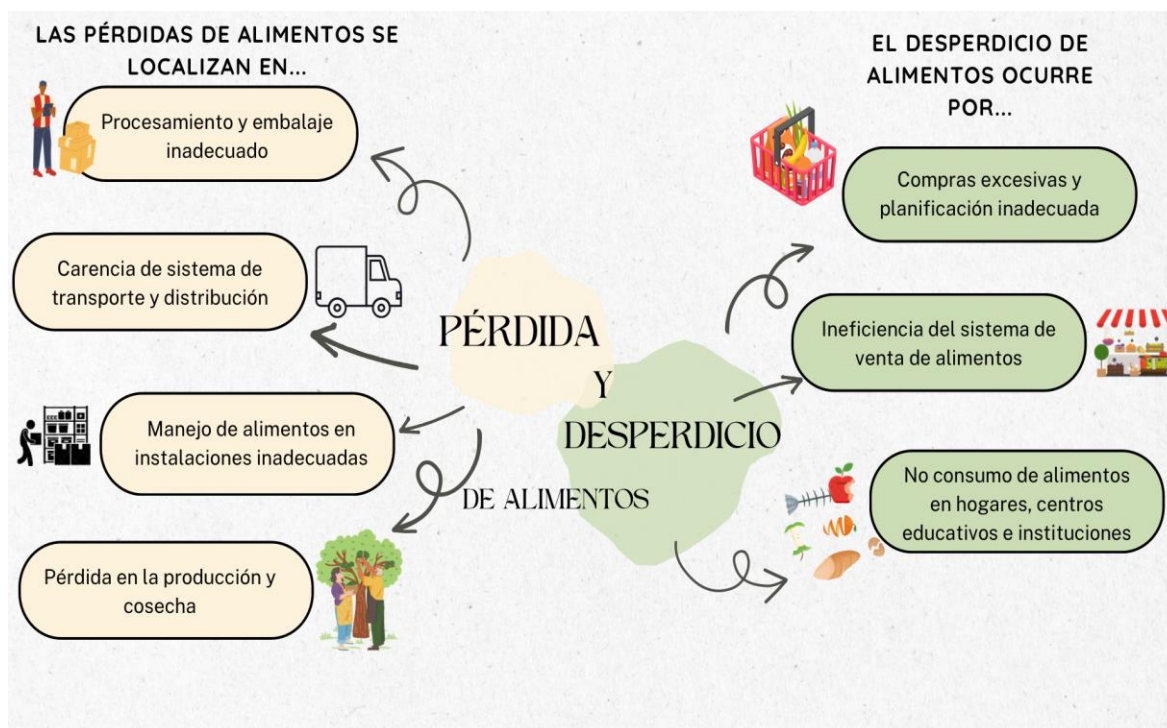 LAS PÉRDIDAS DE ALIMENTOS SE
LOCALIZAN EN...
Procesamiento y embalaje
inadecuado
Carencia de sistema de
transporte y distribución
Manejo de alimentos en
instalaciones inadecuadas
Pérdida en la producción y
cosecha
PÉRDIDA
Y
DESPERDICIO
DE ALIMENTOS
EL DESPERDICIO DE
ALIMENTOS OCURRE
POR...
Compras excesivas y
planificación inadecuada
Ineficiencia del sistema de
venta de alimentos
No consumo de alimentos
en hogares, centros
educativos e instituciones